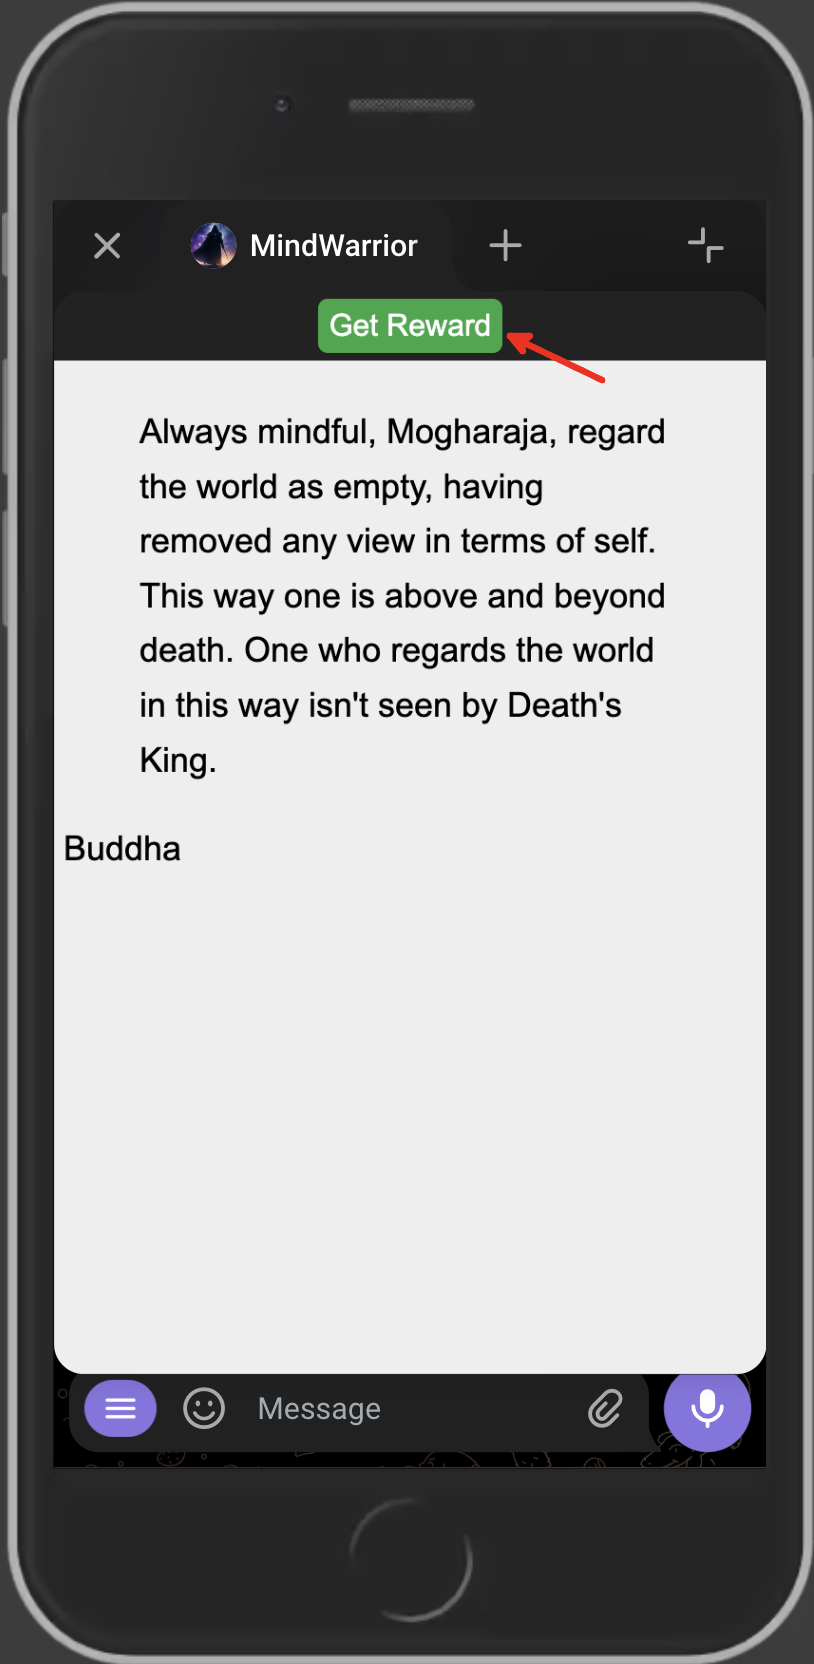 MindWarrior
Get Reward
Always mindful, Mogharaja, regard
the world as empty, having
removed any view in terms of self.
This way one is above and beyond
death. One who regards the world
in this way isn't seen by Death's
King.
Buddha
Message